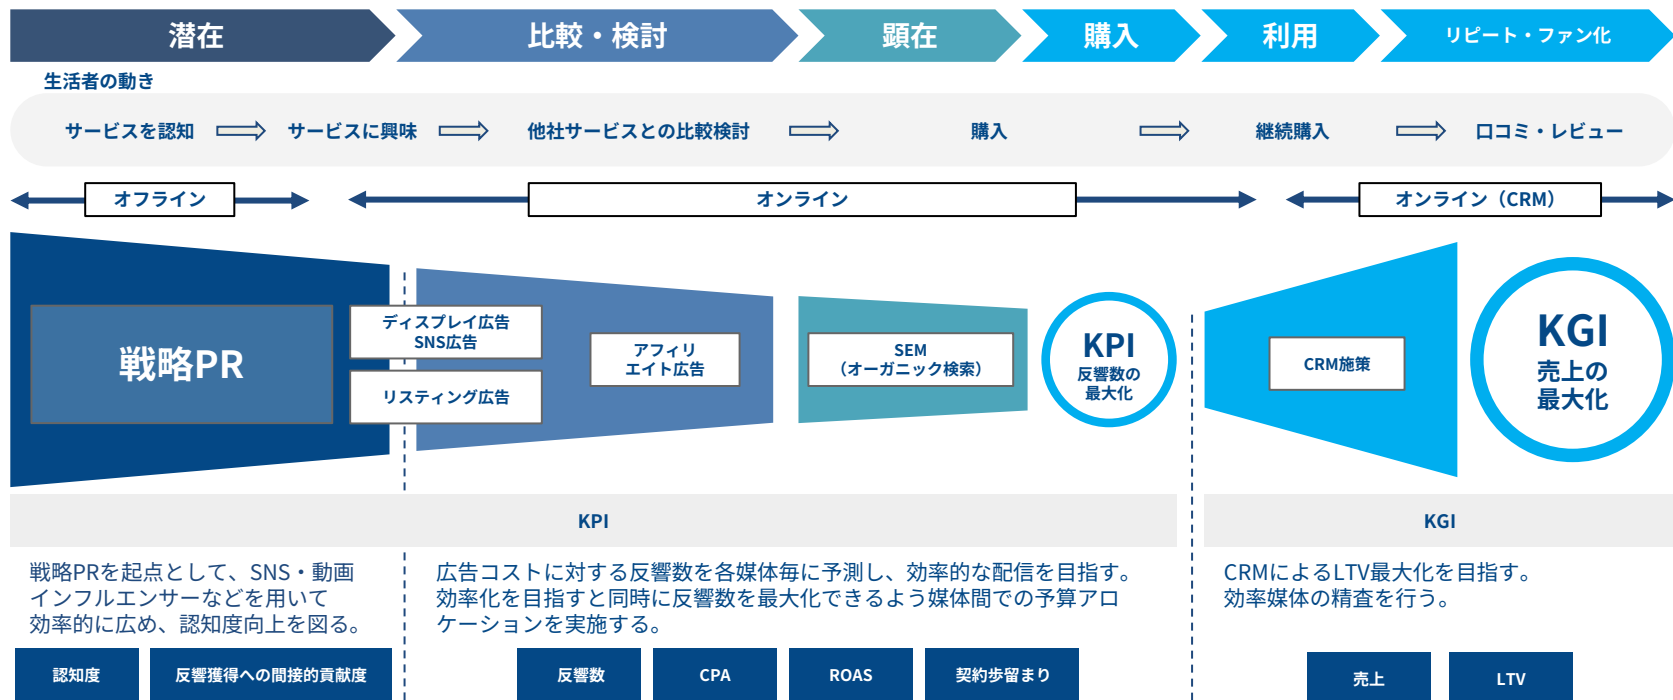 潜在
比較・検討
顕在
購入
利用
リピート・ファン化
生活者の動き
サービスを認知
サービスに興味
他社サービスとの比較検討
購入
継続購入
口コミ・レビュー
オフライン
オンライン
オンライン（CRM）
戦略PR
ディスプレイ広告
SNS広告
リスティング広告
アフィリ
エイト広告
SEM
（オーガニック検索）
KPI
反響数の
最大化
CRM施策
KGI
売上の
最大化
KPI
KGI
戦略PRを起点として、SNS・動画
インフルエンサーなどを用いて
効率的に広め、認知度向上を図る。
広告コストに対する反響数を各媒体毎に予測し、効率的な配信を目指す。
効率化を目指すと同時に反響数を最大化できるよう媒体間での予算アロ
ケーションを実施する。
CRMによるLTV最大化を目指す。
効率媒体の精査を行う。
認知度
反響獲得への間接的貢献度
反響数
CPA
ROAS
契約歩留まり
売上
LTV